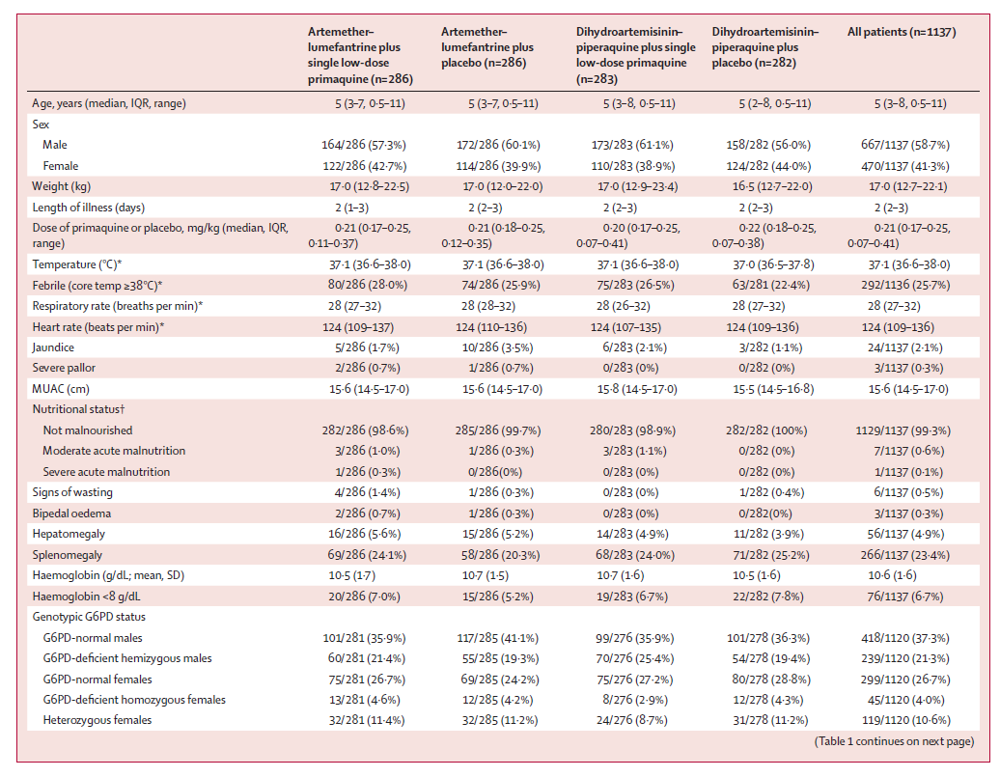 Artemether–lumefantrine plus single low-dose primaquine (n=286) Artemether–lumefantrine plus placebo (n=286) Dihydroartemisinin–piperaquine plus single low-dose primaquine (n=283) Dihydroartemisinin–piperaquine plus placebo (n=282) All patients (n=1137)
Age, years (median, IQR, range) 5 (3–7, 0·5–11) 5 (3–7, 0·5–11) 5 (3–8, 0·5–11) 5 (2–8, 0·5–11) 5 (3–8, 0·5–11)
Sex
Male 164/286 (57·3%) 172/286 (60·1%) 173/283 (61·1%) 158/282 (56·0%) 667/1137 (58·7%)
Female 122/286 (42·7%) 114/286 (39·9%) 110/283 (38·9%) 124/282 (44·0%) 470/1137 (41·3%)
Weight (kg) 17·0 (12·8–22·5) 17·0 (12·0–22·0) 17·0 (12·9–23·4) 16·5 (12·7–22·0) 17·0 (12·7–22·1)
Length of illness (days) 2 (1–3) 2 (2–3) 2 (2–3) 2 (2–3) 2 (2–3)
Dose of primaquine or placebo, mg/kg (median, IQR, range) 0·21 (0·17–0·25, 0·11–0·37) 0·21 (0·18–0·25, 0·12–0·35) 0·20 (0·17–0·25, 0·07–0·41) 0·22 (0·18–0·25, 0·07–0·38) 0·21 (0·17–0·25, 0·07–0·41)
Temperature (°C)* 37·1 (36·6–38·0) 37·1 (36·6–38·0) 37·1 (36·6–38·0) 37·0 (36·5–37·8) 37·1 (36·6–38·0)
Febrile (core temp ≥38°C)* 80/286 (28·0%) 74/286 (25·9%) 75/283 (26·5%) 63/281 (22·4%) 292/1136 (25·7%)
Respiratory rate (breaths per min)* 28 (27–32) 28 (28–32) 28 (26–32) 28 (27–32) 28 (27–32)
Heart rate (beats per min)* 124 (109–137) 124 (110–136) 124 (107–135) 124 (109–136) 124 (109–136)
Jaundice 5/286 (1·7%) 10/286 (3·5%) 6/283 (2·1%) 3/282 (1·1%) 24/1137 (2·1%)
Severe pallor 2/286 (0·7%) 1/286 (0·7%) 0/283 (0%) 0/282 (0%) 3/1137 (0·3%)
MUAC (cm) 15·6 (14·5–17·0) 15·6 (14·5–17·0) 15·8 (14·5–17·0) 15·5 (14·5–16·8) 15·6 (14·5–17·0)
Nutritional status†
Not malnourished 282/286 (98·6%) 285/286 (99·7%) 280/283 (98·9%) 282/282 (100%) 1129/1137 (99·3%)
Moderate acute malnutrition 3/286 (1·0%) 1/286 (0·3%) 3/283 (1·1%) 0/282 (0%) 7/1137 (0·6%)
Severe acute malnutrition 1/286 (0·3%) 0/286(0%) 0/283 (0%) 0/282 (0%) 1/1137 (0·1%)
Signs of wasting 4/286 (1·4%) 1/286 (0·3%) 0/283 (0%) 1/282 (0·4%) 6/1137 (0·5%)
Bipedal oedema 2/286 (0·7%) 1/286 (0·3%) 0/283 (0%) 0/282(0%) 3/1137 (0·3%)
Hepatomegaly 16/286 (5·6%) 15/286 (5·2%) 14/283 (4·9%) 11/282 (3·9%) 56/1137 (4·9%)
Splenomegaly 69/286 (24·1%) 58/286 (20·3%) 68/283 (24·0%) 71/282 (25·2%) 266/1137 (23·4%)
Haemoglobin (g/dL; mean, SD) 10·5 (1·7) 10·7 (1·5) 10·7 (1·6) 10·5 (1·6) 10·6 (1·6)
Haemoglobin <8 g/dL 20/286 (7·0%) 15/286 (5·2%) 19/283 (6·7%) 22/282 (7·8%) 76/1137 (6·7%)
Genotypic G6PD status
G6PD-normal males 101/281 (35·9%) 117/285 (41·1%) 99/276 (35·9%) 101/278 (36·3%) 418/1120 (37·3%)
G6PD-deficient hemizygous males 60/281 (21·4%) 55/285 (19·3%) 70/276 (25·4%) 54/278 (19·4%) 239/1120 (21·3%)
G6PD-normal females 75/281 (26·7%) 69/285 (24·2%) 75/276 (27·2%) 80/278 (28·8%) 299/1120 (26·7%)
G6PD-deficient homozygous females 13/281 (4·6%) 12/285 (4·2%) 8/276 (2·9%) 12/278 (4·3%) 45/1120 (4·0%)
Heterozygous females 32/281 (11·4%) 32/285 (11·2%) 24/276 (8·7%) 31/278 (11·2%) 119/1120 (10·6%)
(Table 1 continues on next page)